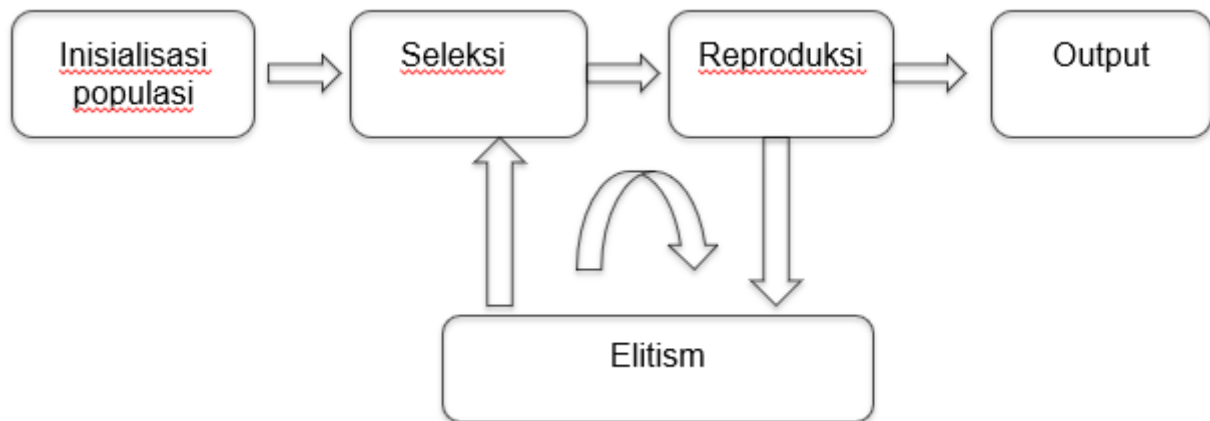 Inisialisasi
populasi
Seleksi
Reproduksi
Output
Elitism